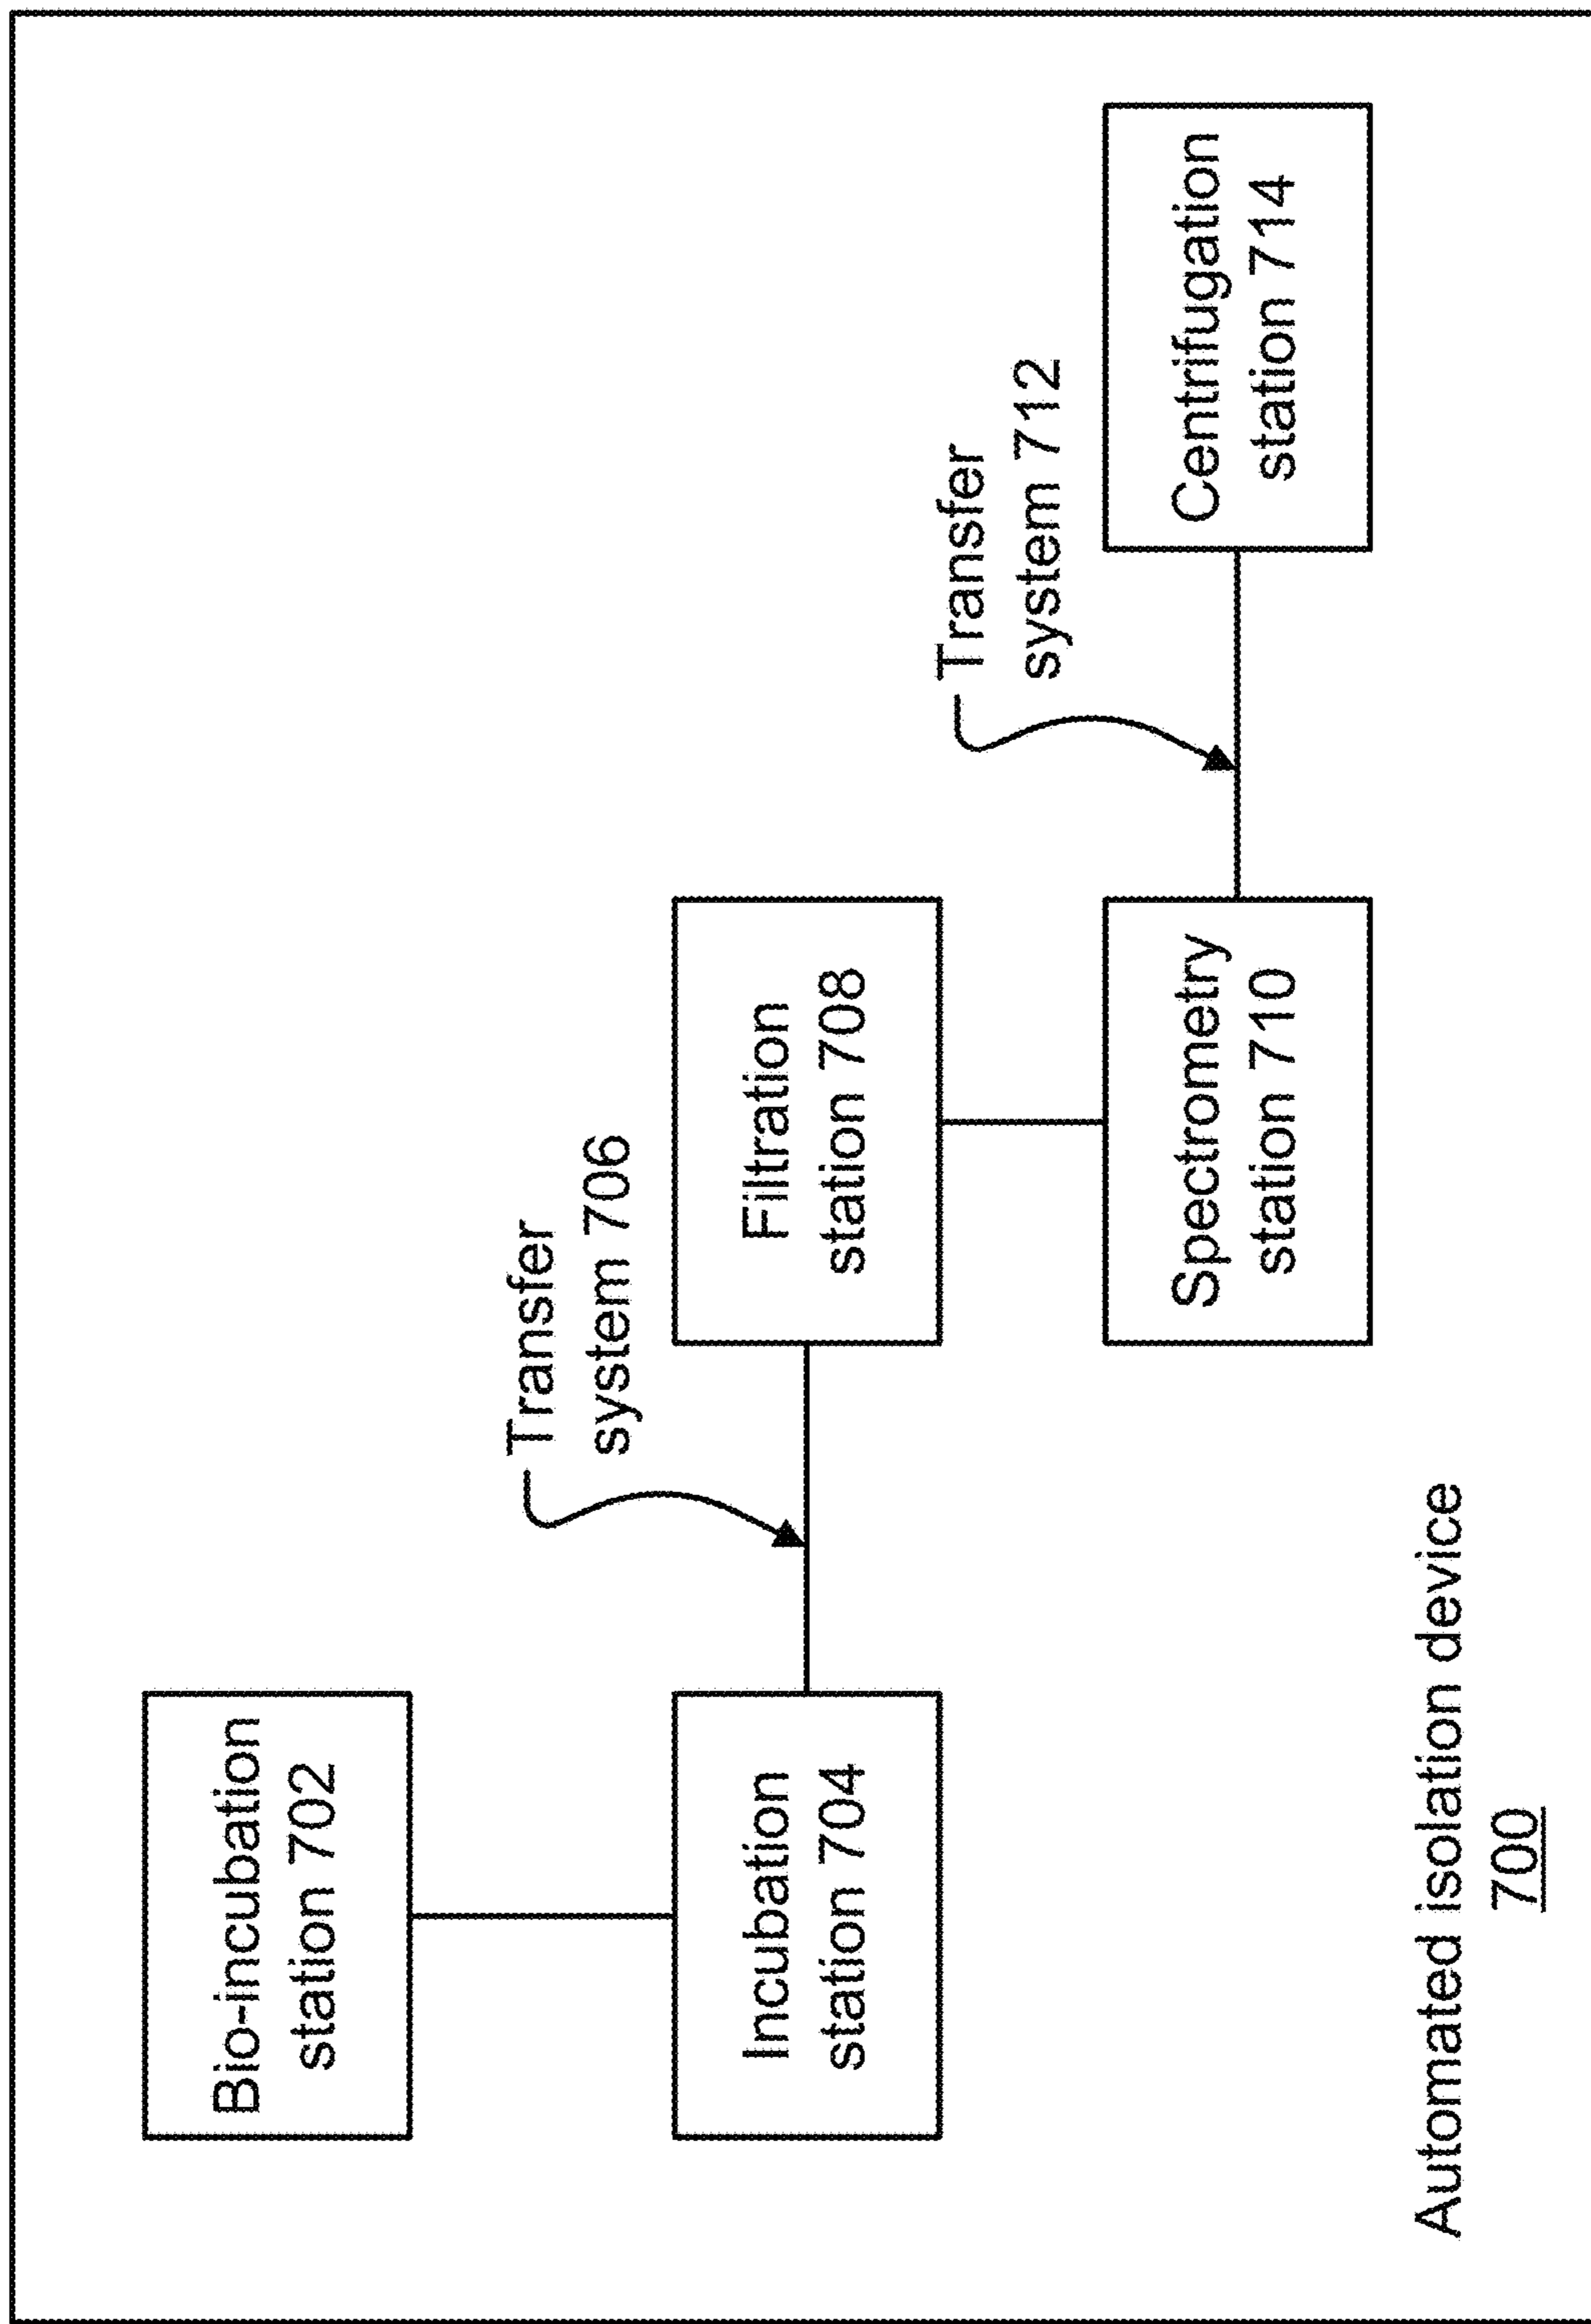 Bio-incubation
station 702
Incubation
station 704
Transfer
system 706
Filtration
station 708
Spectrometry
station 710
Transfer
system 712
Centrifugation
station 714
Automated isolation device
700